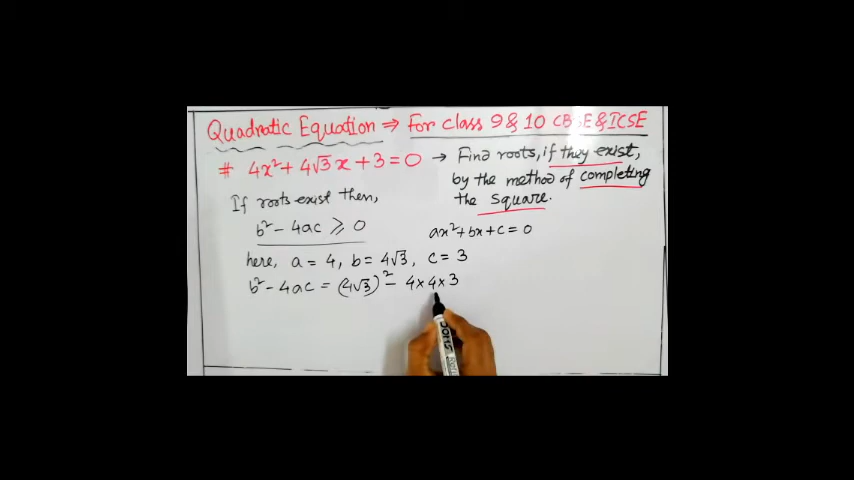 Quadratic Equation ⇒ For class 9 & 10 CBSE & ICSE
# 4x² + 4√3 x + 3 = 0 → Find roots, if they exist,
by the method of completing
the square.
If roots exist then,
b² - 4ac ⩾ 0
ax² + bx + c = 0
here, a = 4, b = 4√3, c = 3
b² - 4ac = (4√3)² - 4 x 4 x 3